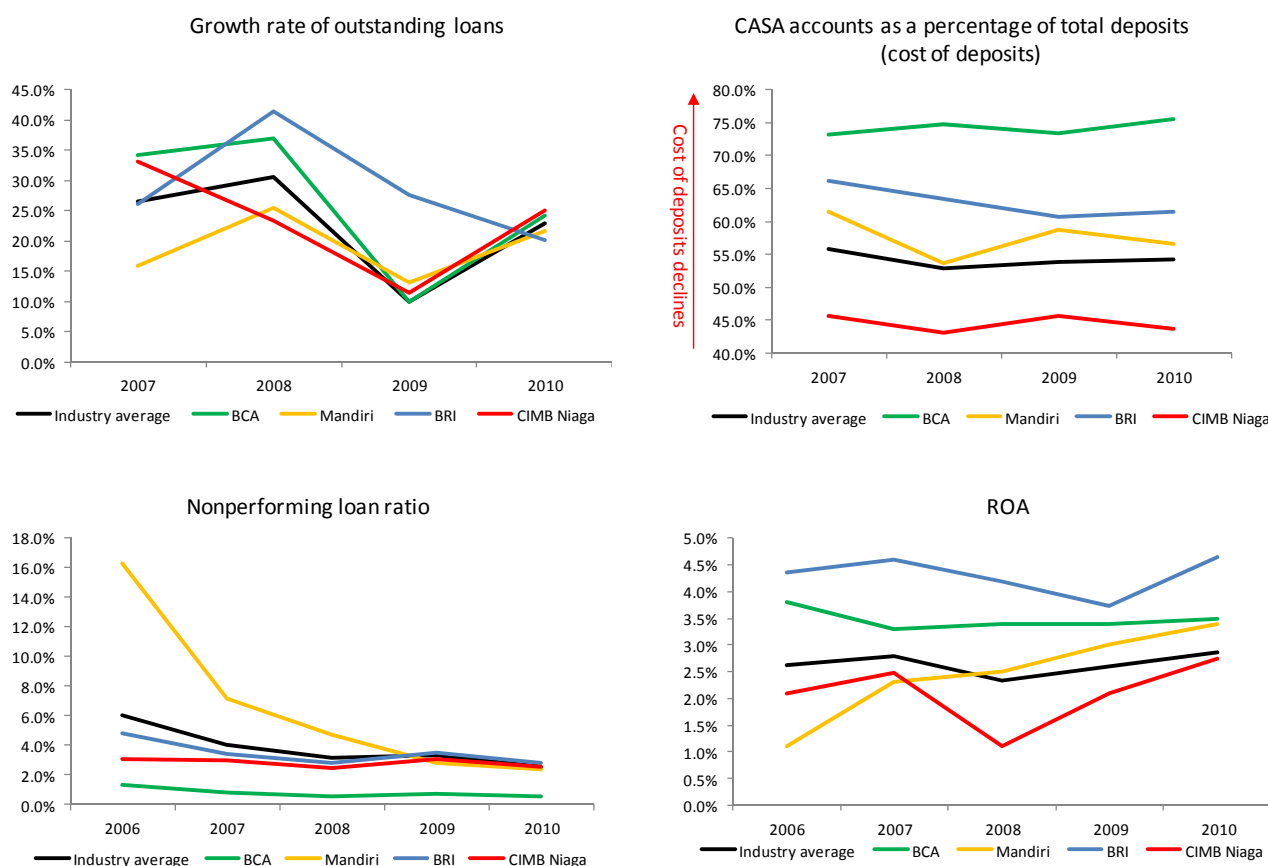 Growth rate of outstanding loans
45.0%
40.0%
35.0%
30.0%
25.0%
20.0%
15.0%
10.0%
5.0%
0.0%
2007 2008 2009 2010
Industry average BCA Mandiri BRI CIMB Niaga
CASA accounts as a percentage of total deposits
(cost of deposits)
Cost of deposits declines
80.0%
75.0%
70.0%
65.0%
60.0%
55.0%
50.0%
45.0%
40.0%
2007 2008 2009 2010
Industry average BCA Mandiri BRI CIMB Niaga
Nonperforming loan ratio
18.0%
16.0%
14.0%
12.0%
10.0%
8.0%
6.0%
4.0%
2.0%
0.0%
2006 2007 2008 2009 2010
Industry average BCA Mandiri BRI CIMB Niaga
ROA
5.0%
4.5%
4.0%
3.5%
3.0%
2.5%
2.0%
1.5%
1.0%
0.5%
0.0%
2006 2007 2008 2009 2010
Industry average BCA Mandiri BRI CIMB Niaga